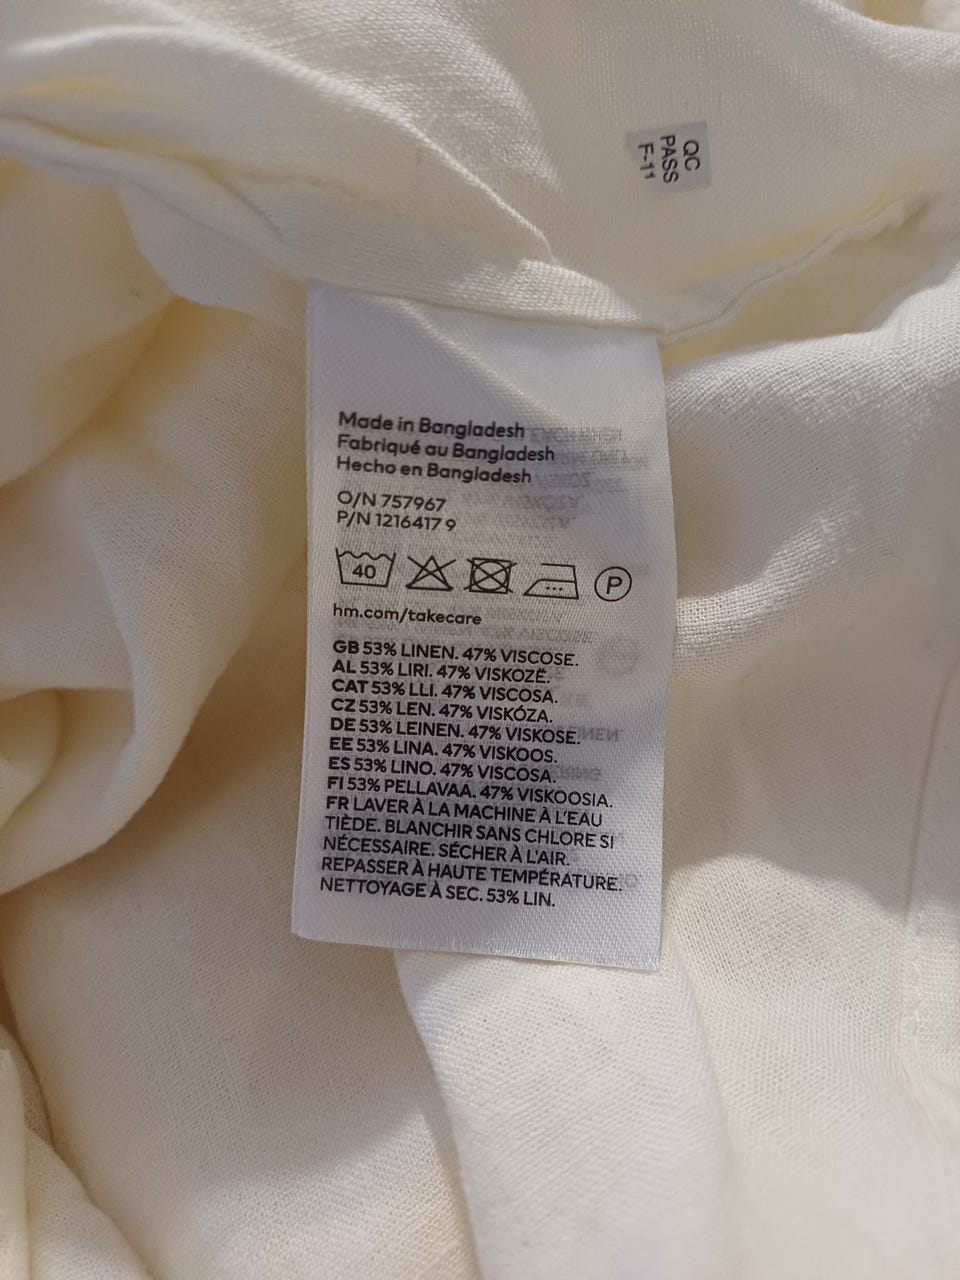 QC
PASS
F-11
Made in Bangladesh
Fabriqué au Bangladesh
Hecho en Bangladesh
O/N 757967
P/N 1216417 9
40
P
hm.com/takecare
GB 53% LINEN. 47% VISCOSE.
AL 53% LIRI. 47% VISKOZË.
CAT 53% LLI. 47% VISCOSA.
CZ 53% LEN. 47% VISKÓZA.
DE 53% LEINEN. 47% VISKOSE.
EE 53% LINA. 47% VISKOOS.
ES 53% LINO. 47% VISCOSA.
FI 53% PELLAVAA. 47% VISKOOSIA.
FR LAVER À LA MACHINE À L'EAU
TIÈDE. BLANCHIR SANS CHLORE SI
NÉCESSAIRE. SÉCHER À L'AIR.
REPASSER À HAUTE TEMPÉRATURE.
NETTOYAGE À SEC. 53% LIN.